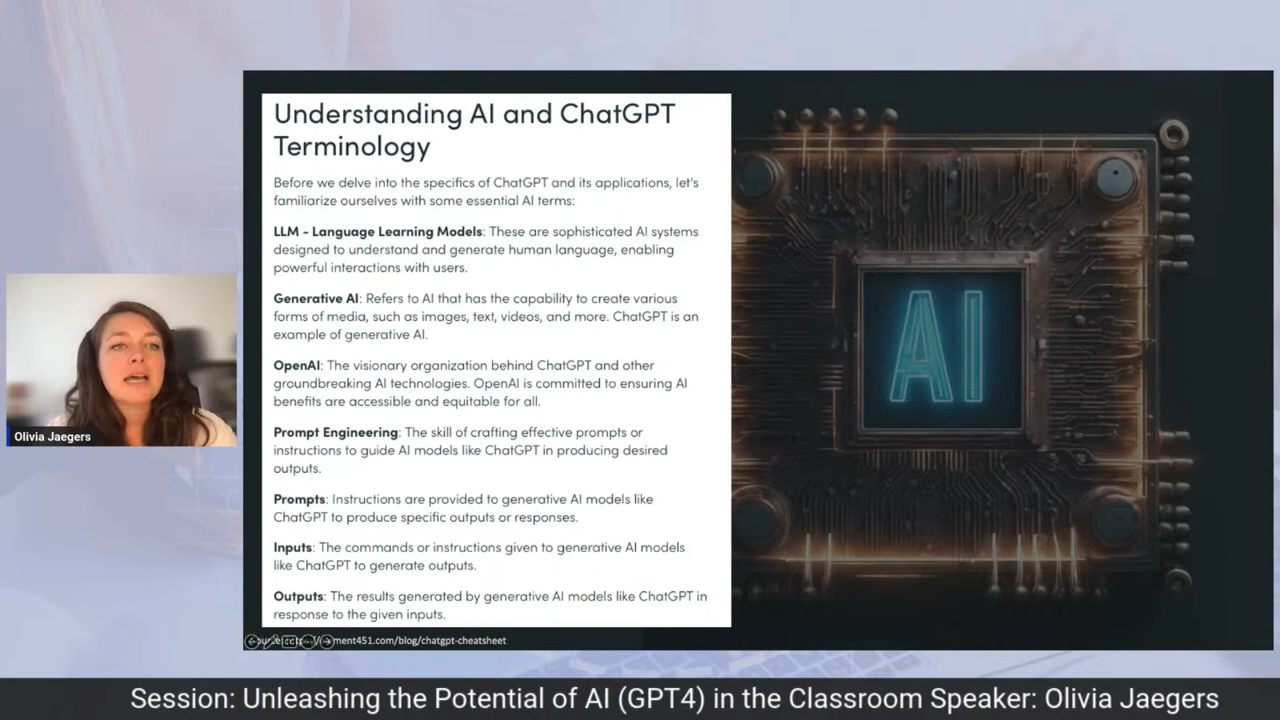 Understanding AI and ChatGPT
Terminology
Before we delve into the specifics of ChatGPT and its applications, let's
familiarize ourselves with some essential AI terms:
LLM - Language Learning Models: These are sophisticated AI systems
designed to understand and generate human language, enabling
powerful interactions with users.
Generative AI: Refers to AI that has the capability to create various
forms of media, such as images, text, videos, and more. ChatGPT is an
example of generative AI.
OpenAI: The visionary organization behind ChatGPT and other
groundbreaking AI technologies. OpenAI is committed to ensuring AI
benefits are accessible and equitable for all.
Prompt Engineering: The skill of crafting effective prompts or
instructions to guide AI models like ChatGPT in producing desired
outputs.
Prompts: Instructions are provided to generative AI models like
ChatGPT to produce specific outputs or responses.
Inputs: The commands or instructions given to generative AI models
like ChatGPT to generate outputs.
Outputs: The results generated by generative AI models like ChatGPT in
response to the given inputs.
ment451.com/blog/chatgpt-cheatsheet
AI
Olivia Jaegers
Session: Unleashing the Potential of AI (GPT4) in the Classroom Speaker: Olivia Jaegers